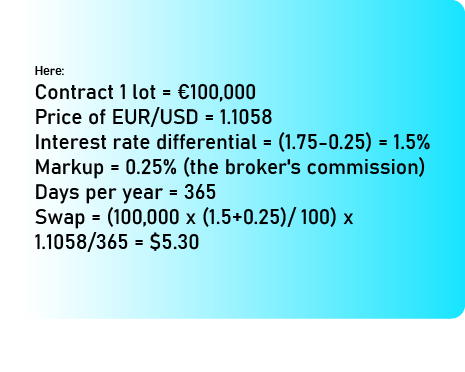 Here:
Contract 1 lot = €100,000
Price of EUR/USD = 1.1058
Interest rate differential = (1.75-0.25) = 1.5%
Markup = 0.25% (the broker's commission)
Days per year = 365
Swap = (100,000 x (1.5+0.25)/ 100) x
1.1058/365 = $5.30